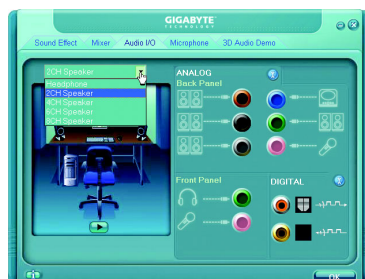 GIGABYTE
TECHNOLOGY
Sound Effect Mixer Audio I/O Microphone 3D Audio Demo
2CH Speaker
Headphone
2CH Speaker
4CH Speaker
6CH Speaker
8CH Speaker
ANALOG
Back Panel
Front Panel
DIGITAL
OK